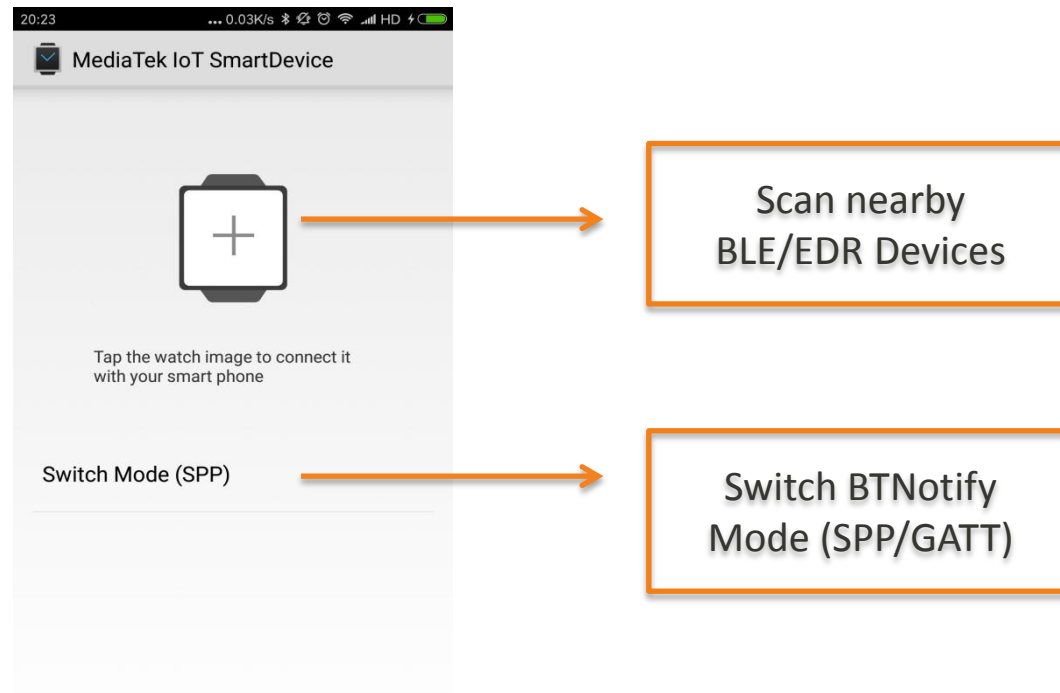 20:23 ... 0.03K/s HD
MediaTek IoT SmartDevice
Scan nearby
BLE/EDR Devices
Tap the watch image to connect it
with your smart phone
Switch Mode (SPP)
Switch BTNotify
Mode (SPP/GATT)